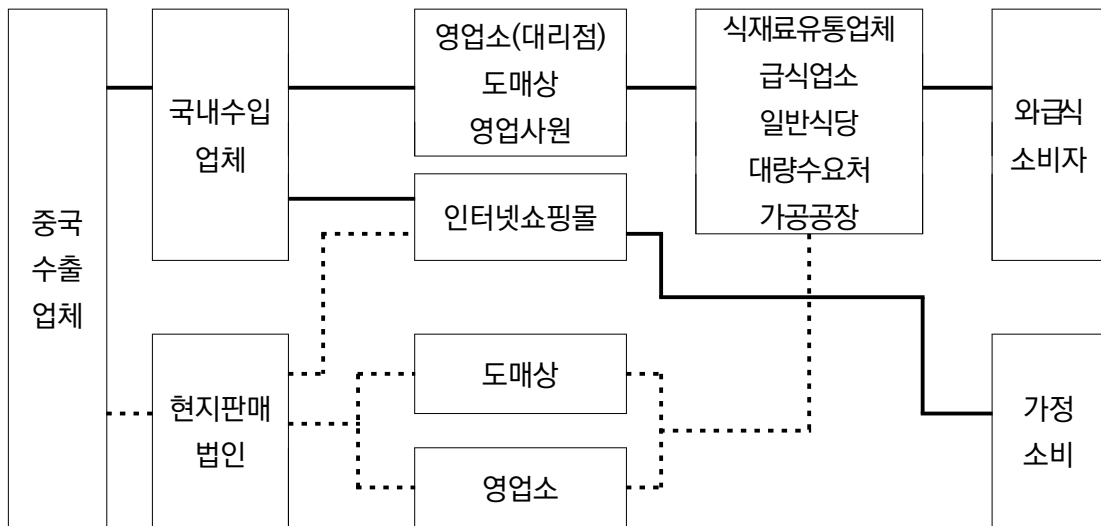 중국
수출
업체
국내수입
업체
현지판매
법인
영업소(대리점)
도매상
영업사원
인터넷쇼핑몰
도매상
영업소
식재료유통업체
급식업소
일반식당
대량수요처
가공공장
와급식
소비자
가정
소비